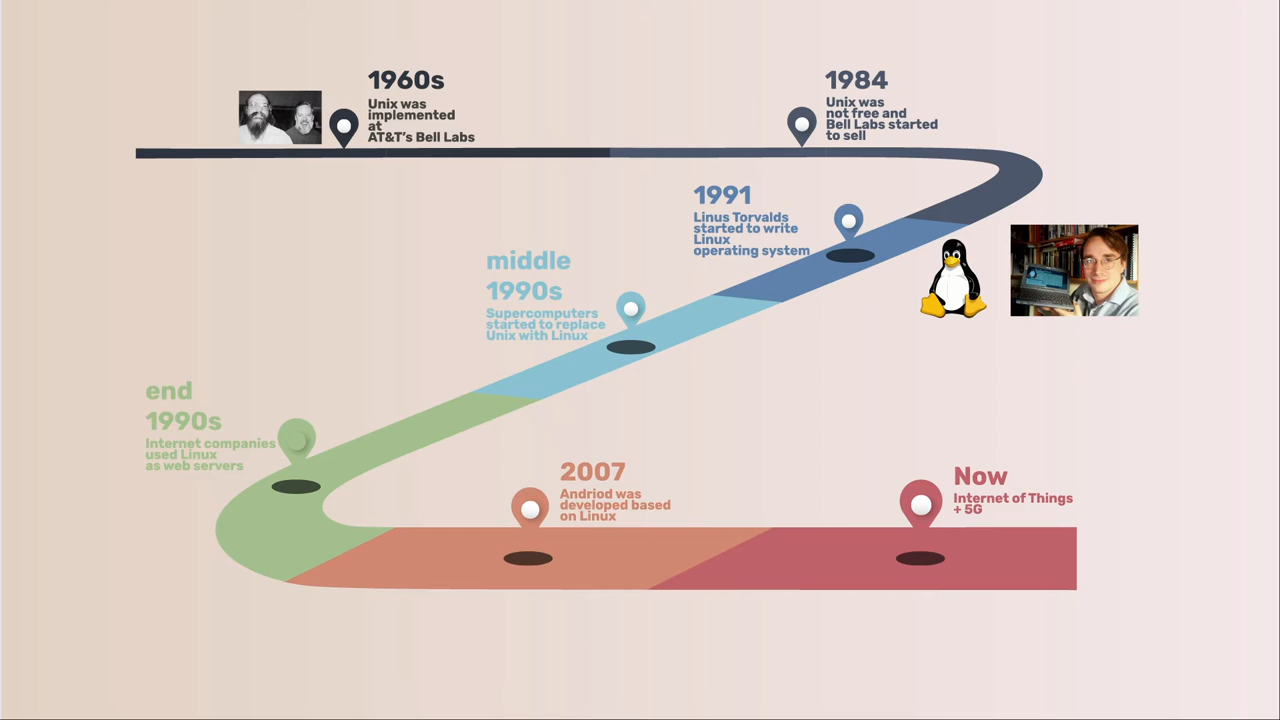 1960s
Unix was
implemented
at
AT&T's Bell Labs
1984
Unix was
not free and
Bell Labs started
to sell
1991
Linus Torvalds
started to write
Linux
operating system
middle
1990s
Supercomputers
started to replace
Unix with Linux
end
1990s
Internet companies
used Linux
as web servers
2007
Andriod was
developed based
on Linux
Now
Internet of Things
+ 5G